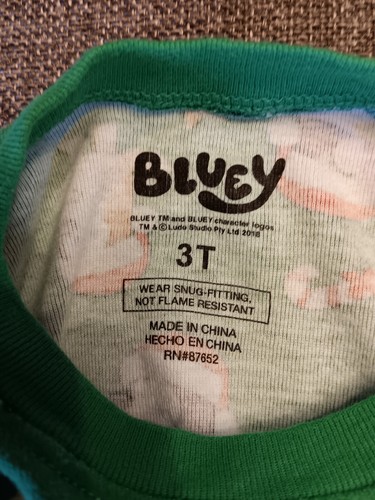 BLUEY
BLUEY TM and BLUEY character logos
TM & © Ludo Studio Pty Ltd 2018
3T
WEAR SNUG-FITTING,
NOT FLAME RESISTANT
MADE IN CHINA
HECHO EN CHINA
RN#87652